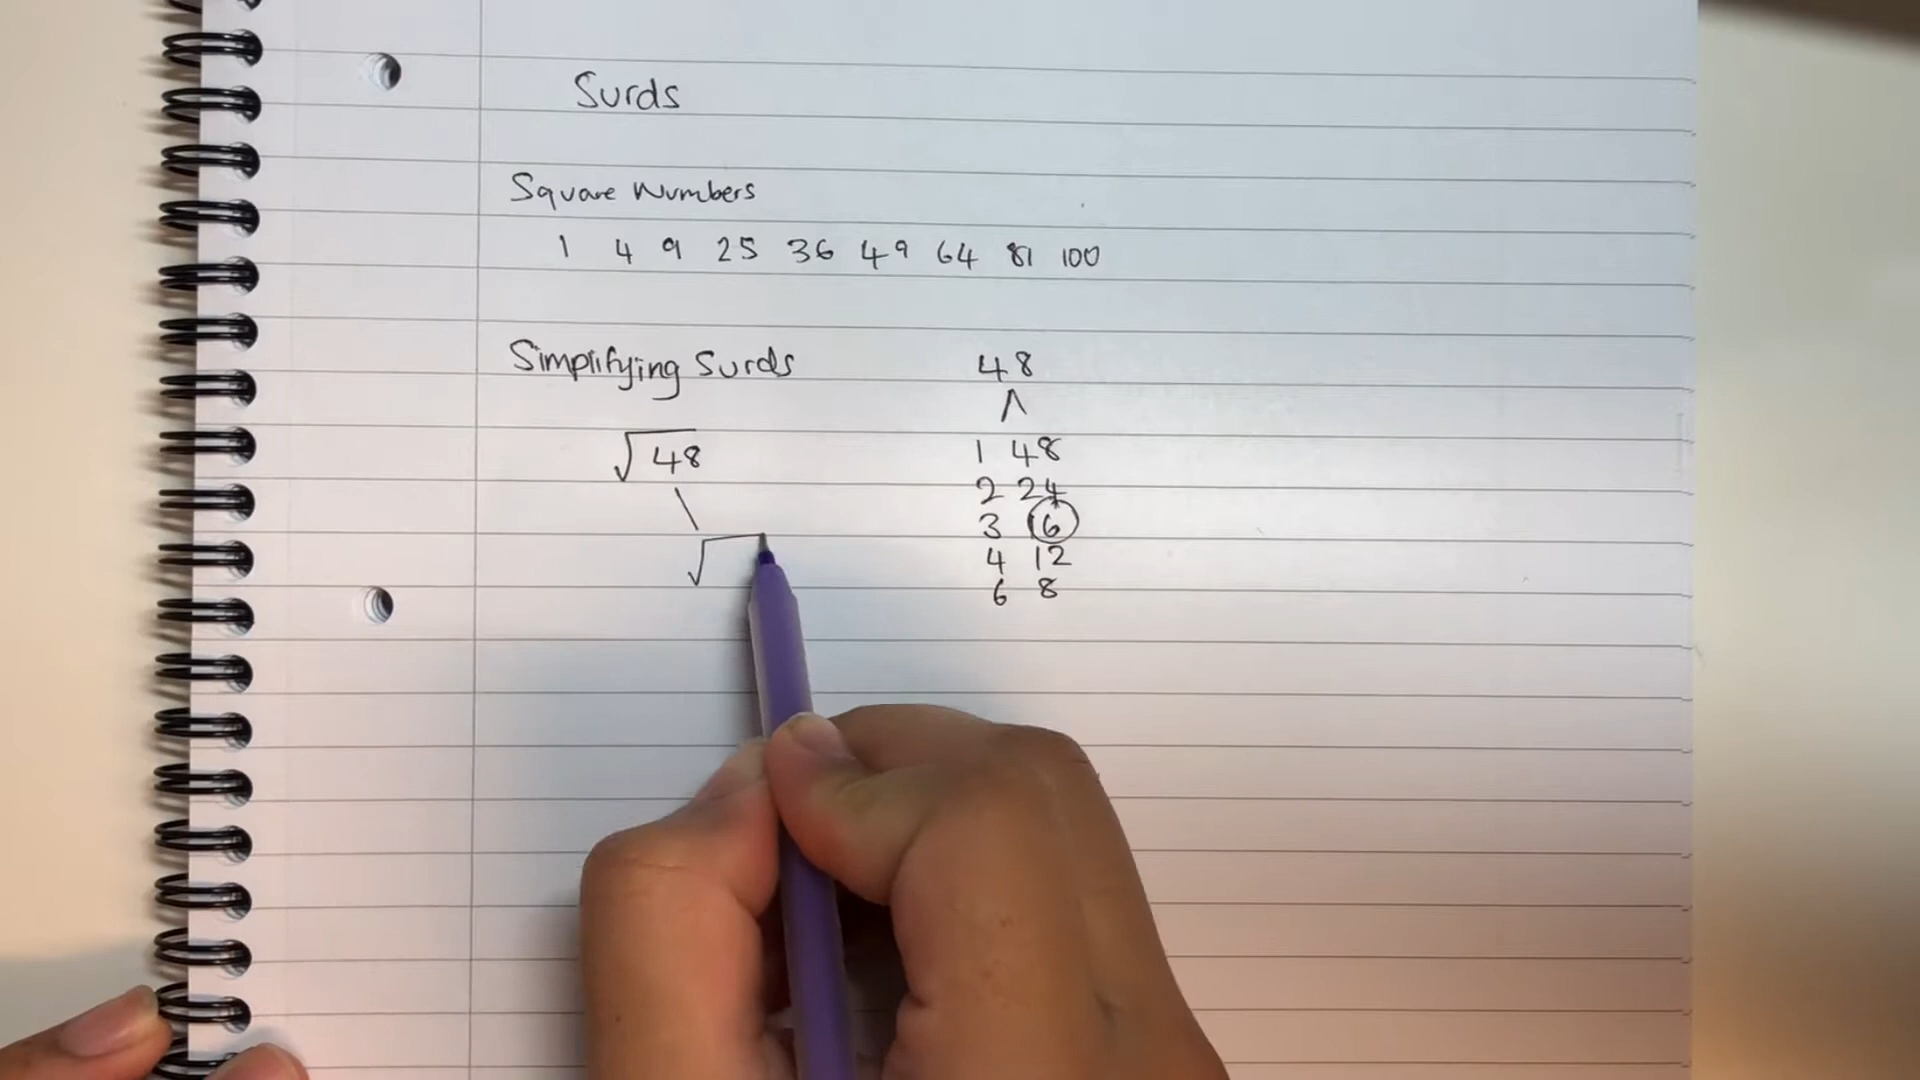 Surds
Square Numbers
1 4 9 25 36 49 64 81 100
Simplifying Surds
48
√48
1 48
2 24
3 16
4 12
6 8
√